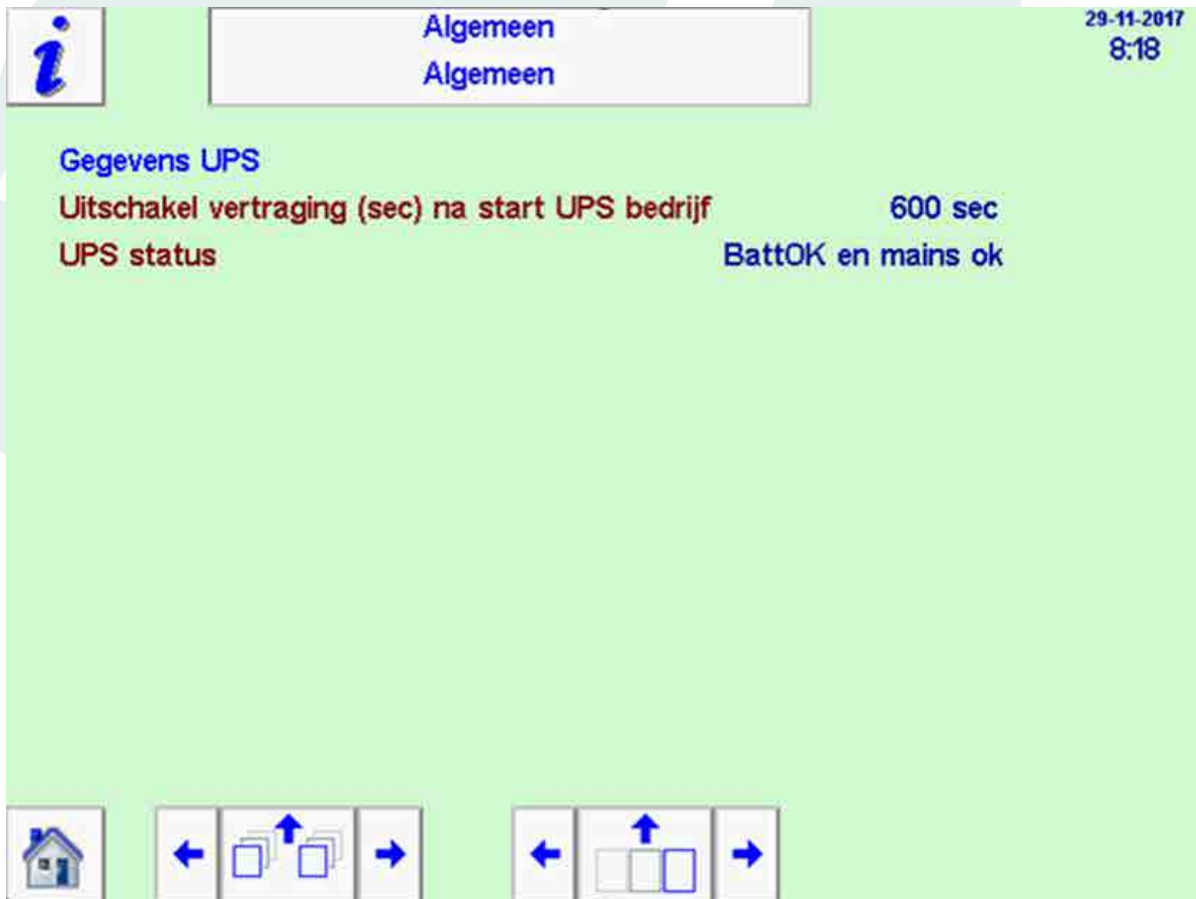 Algemeen
Algemeen
29-11-2017
8:18
Gegevens UPS
Uitschakel vertraging (sec) na start UPS bedrijf 600 sec
UPS status BattOK en mains ok